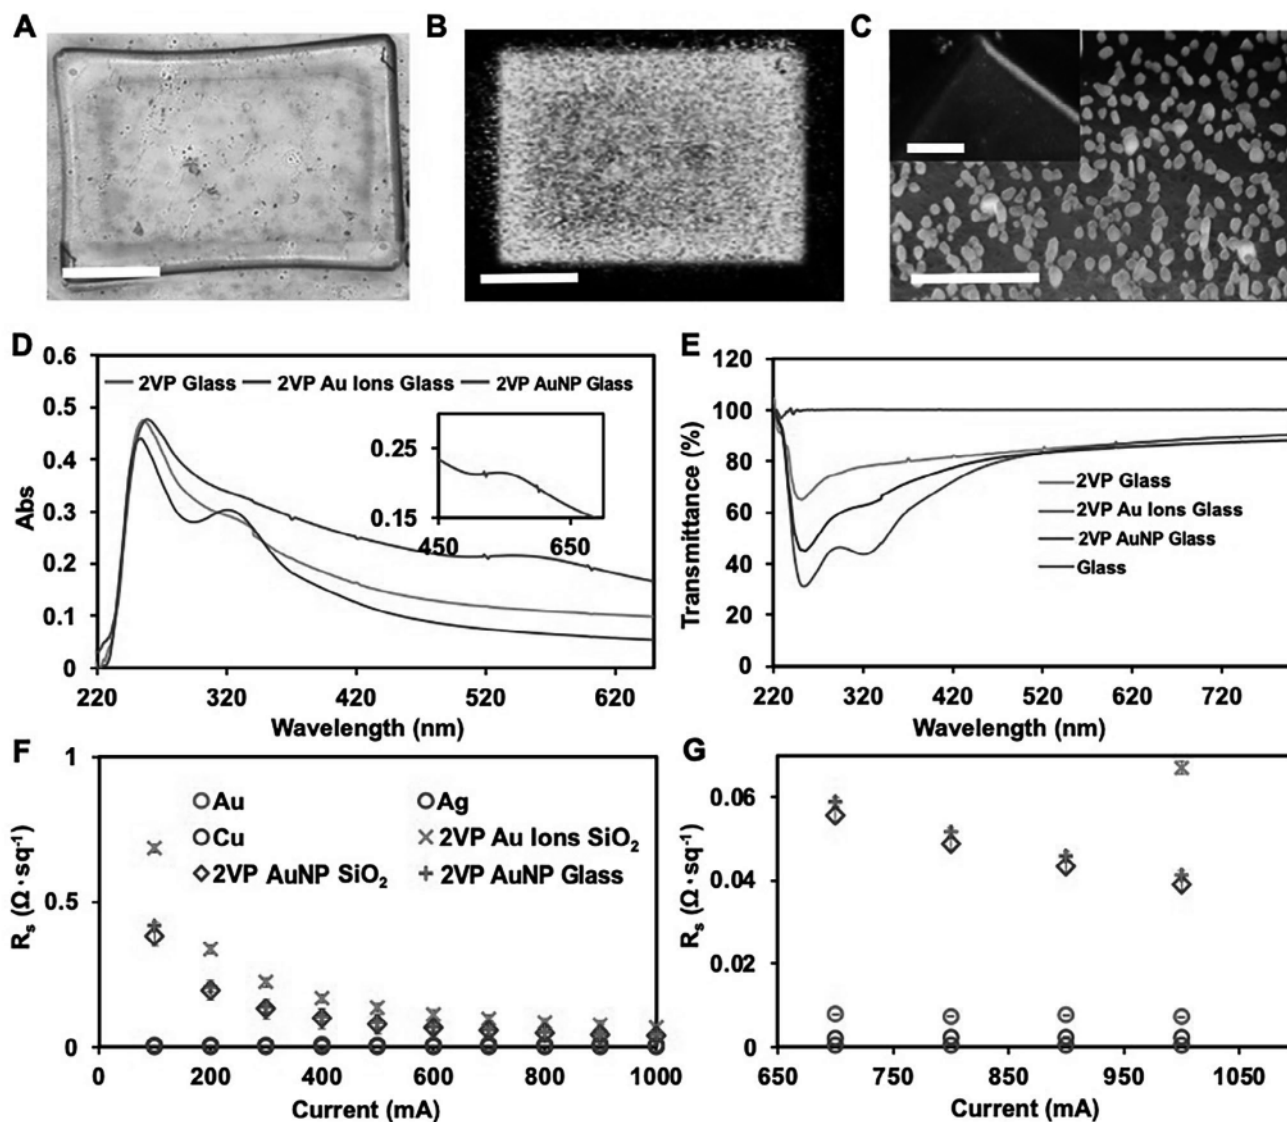 A
B
C
D
0.6
0.5
0.4
0.3
0.2
0.1
0
Abs
2VP Glass
2VP Au Ions Glass
2VP AuNP Glass
0.25
0.15
450
650
220
320
420
520
620
Wavelength (nm)
E
120
100
80
60
40
20
0
Transmittance (%)
2VP Glass
2VP Au Ions Glass
2VP AuNP Glass
Glass
220
320
420
520
620
720
Wavelength (nm)
F
1
0.5
0
Rs (Ω·sq-1)
Au
Ag
Cu
2VP Au Ions SiO2
2VP AuNP SiO2
2VP AuNP Glass
0
200
400
600
800
1000
Current (mA)
G
0.06
0.04
0.02
0
Rs (Ω·sq-1)
650
750
850
950
1050
Current (mA)